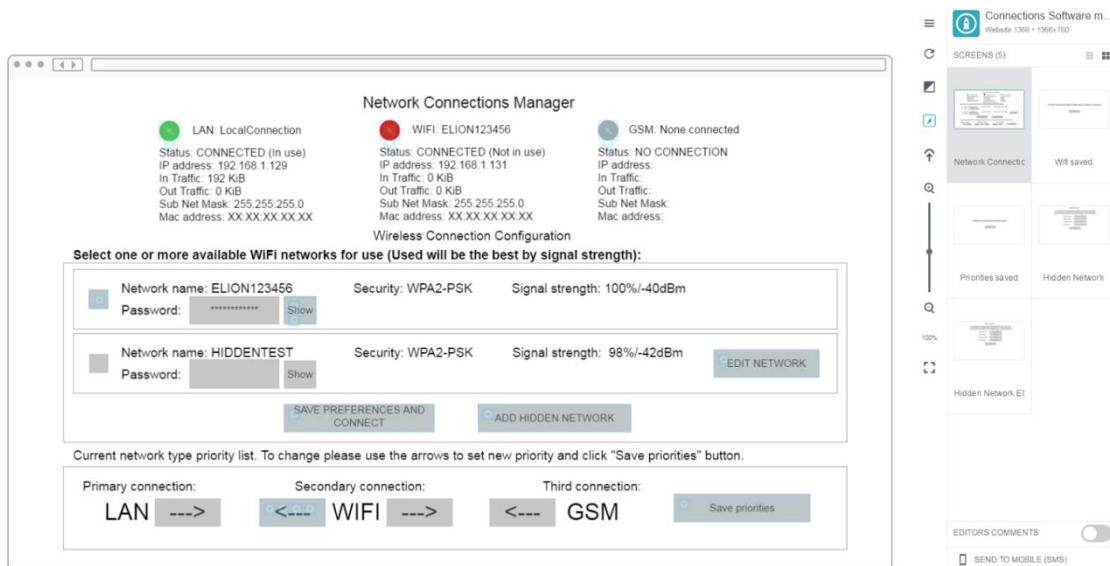 Connections Software m..
Website 1366 • 1366x760
SCREENS (5)
Network Connections Manager
LAN: LocalConnection
Status: CONNECTED (In use)
IP address: 192.168.1.129
In Traffic: 192 KiB
Out Traffic: 0 KiB
Sub Net Mask: 255.255.255.0
Mac address: XX:XX:XX:XX:XX
WIFI: ELION123456
Status: CONNECTED (Not in use)
IP address: 192.168.1.131
In Traffic: 0 KiB
Out Traffic: 0 KiB
Sub Net Mask: 255.255.255.0
Mac address: XX:XX:XX:XX:XX
GSM: None connected
Status: NO CONNECTION
IP address:
In Traffic:
Out Traffic:
Sub Net Mask:
Mac address:
Wireless Connection Configuration
Select one or more available WiFi networks for use (Used will be the best by signal strength):
Network name: ELION123456 Security: WPA2-PSK Signal strength: 100%/-40dBm
Password: ************ Show
Network name: HIDDENTEST Security: WPA2-PSK Signal strength: 98%/-42dBm
Password: Show
EDIT NETWORK
SAVE PREFERENCES AND
CONNECT
ADD HIDDEN NETWORK
Current network type priority list. To change please use the arrows to set new priority and click "Save priorities" button.
Primary connection: Secondary connection: Third connection:
LAN ---> <--- WIFI ---> <--- GSM
Save priorities
Network Connectic
Wifi saved
Priorities saved
Hidden Network
Hidden Network EI
100%
EDITORS COMMENTS
SEND TO MOBILE (SMS)